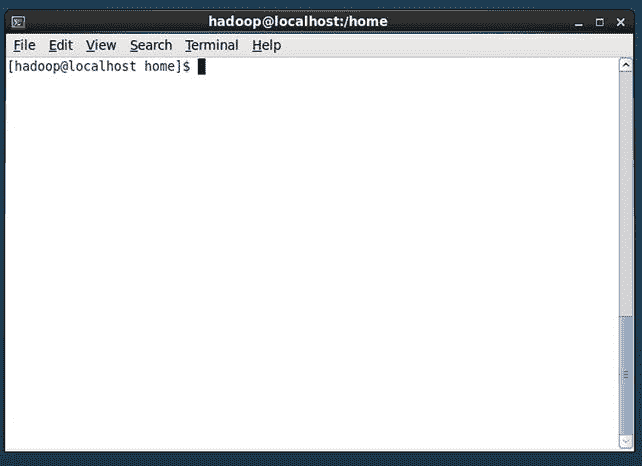 hadoop@localhost:/home
File Edit View Search Terminal Help
[hadoop@localhost home]$